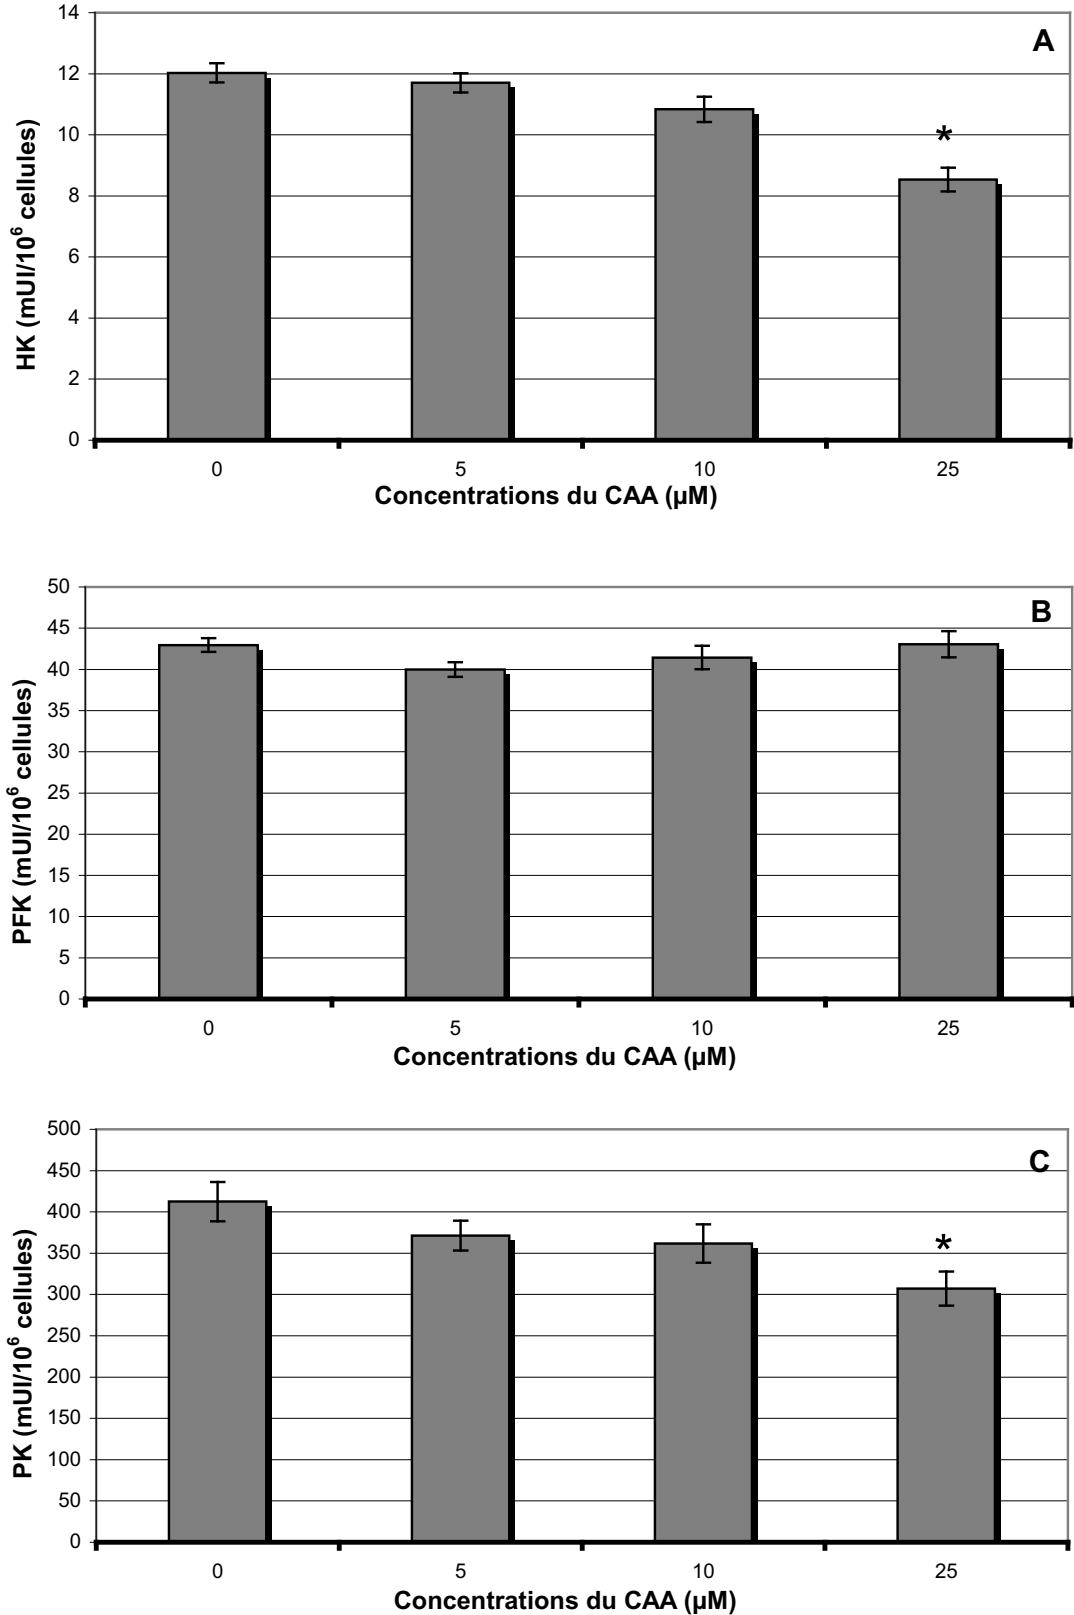 A
HK (mUI/10⁶ cellules)
14
12
10
8
6
4
2
0
*
0 5 10 25
Concentrations du CAA (µM)
B
PFK (mUI/10⁶ cellules)
50
45
40
35
30
25
20
15
10
5
0
0 5 10 25
Concentrations du CAA (µM)
C
PK (mUI/10⁶ cellules)
500
450
400
350
300
250
200
150
100
50
0
*
0 5 10 25
Concentrations du CAA (µM)